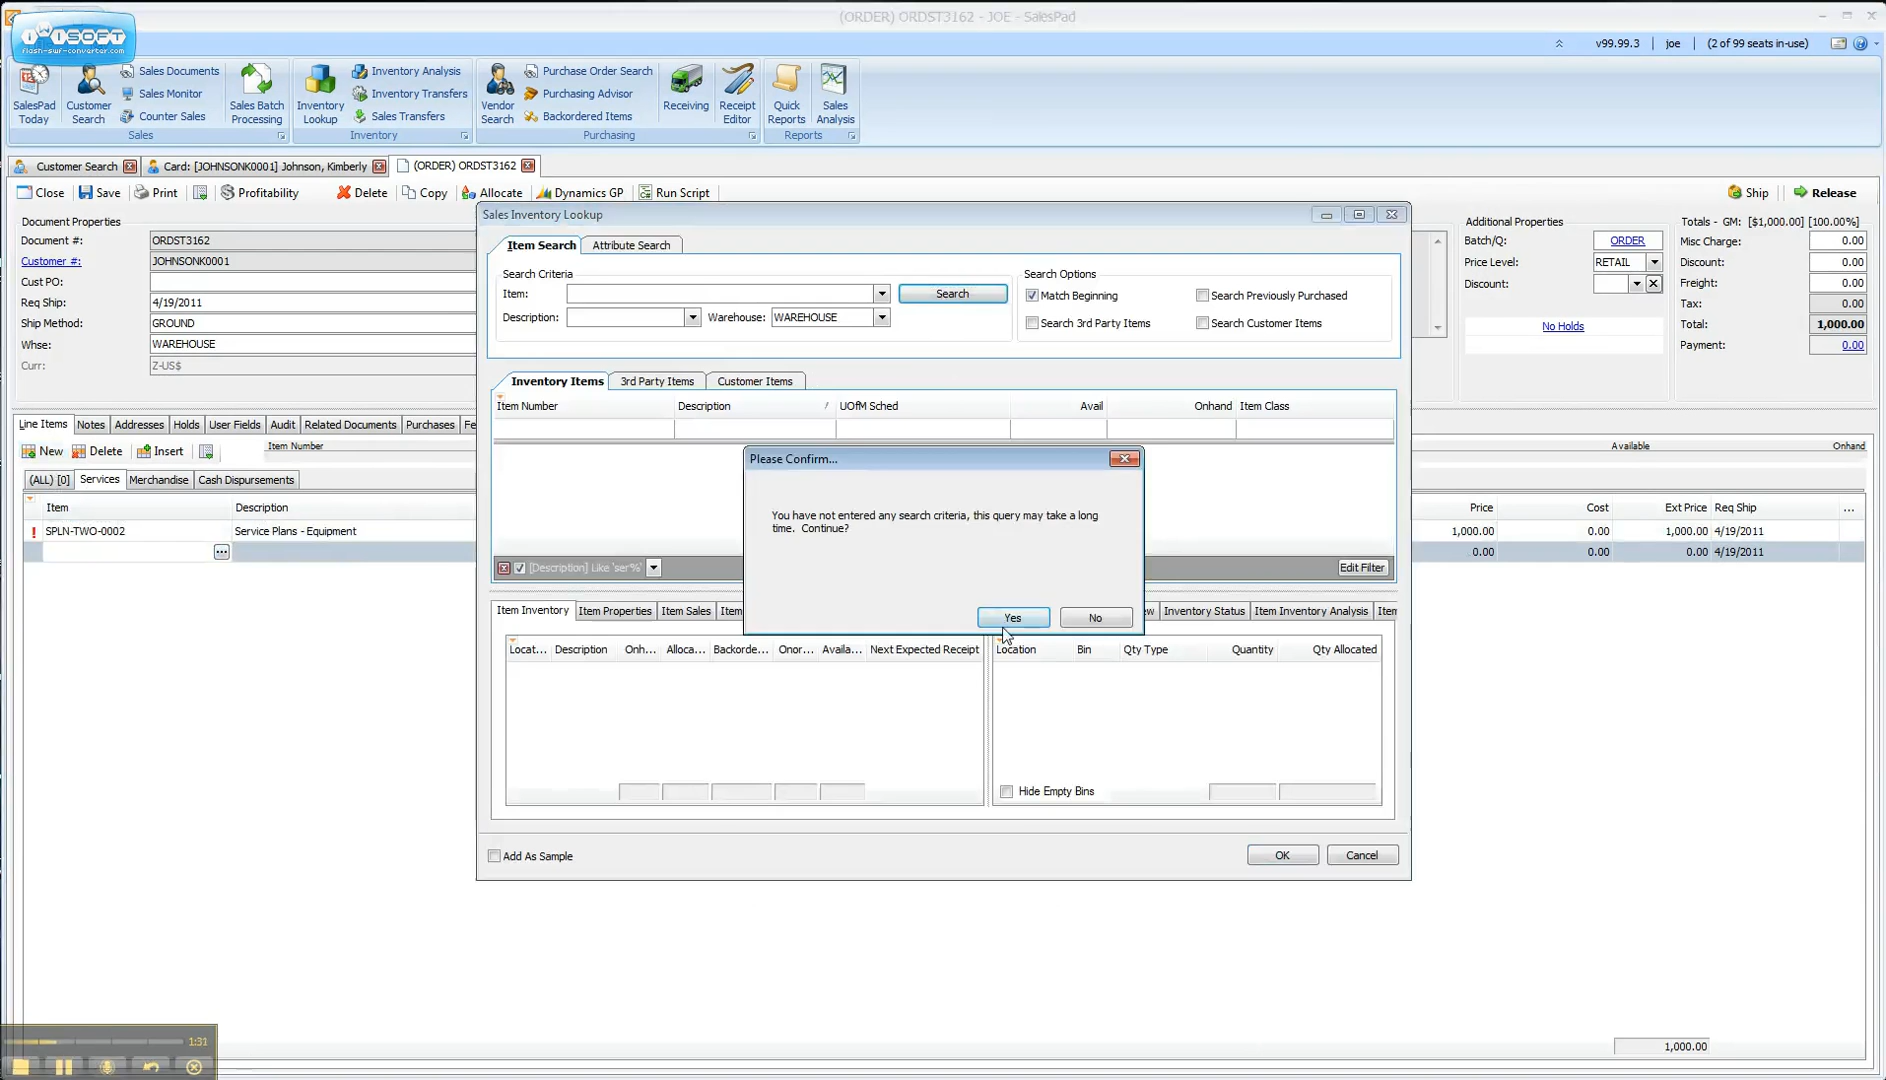 (ORDER) ORDST3162 - JOE - SalesPad
iWiSOFT
flash-swf-converter.com
v99.99.3 joe (2 of 99 seats in-use)
SalesPad Today
Customer Search
Sales Documents
Sales Monitor
Counter Sales
Sales Batch Processing
Sales
Inventory Lookup
Inventory Analysis
Inventory Transfers
Sales Transfers
Inventory
Vendor Search
Purchase Order Search
Purchasing Advisor
Backordered Items
Receiving
Receipt Editor
Purchasing
Quick Reports
Sales Analysis
Reports
Customer Search
Card: [JOHNSONK0001] Johnson, Kimberly
(ORDER) ORDST3162
Close Save Print Profitability Delete Copy Allocate Dynamics GP Run Script Ship Release
Document Properties
Document #: ORDST3162
Customer #: JOHNSONK0001
Cust PO:
Req Ship: 4/19/2011
Ship Method: GROUND
Whse: WAREHOUSE
Curr: Z-US$
Additional Properties
Batch/Q: ORDER
Price Level: RETAIL
Discount:
No Holds
Totals - GM: [$1,000.00] [100.00%]
Misc Charge: 0.00
Discount: 0.00
Freight: 0.00
Tax: 0.00
Total: 1,000.00
Payment: 0.00
Line Items Notes Addresses Holds User Fields Audit Related Documents Purchases Fe
New Delete Insert
Item Number
Available Onhand
(ALL) [0] Services Merchandise Cash Dispurtsements
Item Description
Price Cost Ext Price Req Ship ...
! SPLN-TWO-0002 Service Plans - Equipment 1,000.00 0.00 1,000.00 4/19/2011
... 0.00 0.00 4/19/2011
Sales Inventory Lookup
Item Search Attribute Search
Search Criteria
Item:
Search
Description:
Warehouse: WAREHOUSE
Search Options
Match Beginning Search Previously Purchased
Search 3rd Party Items Search Customer Items
Inventory Items 3rd Party Items Customer Items
Item Number Description / UOfM Sched Avail Onhand Item Class
Please Confirm...
You have not entered any search criteria, this query may take a long
time. Continue?
Yes No
[Description] Like 'ser%' Edit Filter
Item Inventory Item Properties Item Sales Item
ew Inventory Status Item Inventory Analysis Item
Locat... Description Onh... Alloca... Backorde... Onor... Availa... Next Expected Receipt
Location Bin Qty Type Quantity Qty Allocated
Hide Empty Bins
Add As Sample
OK Cancel
1:31
1,000.00